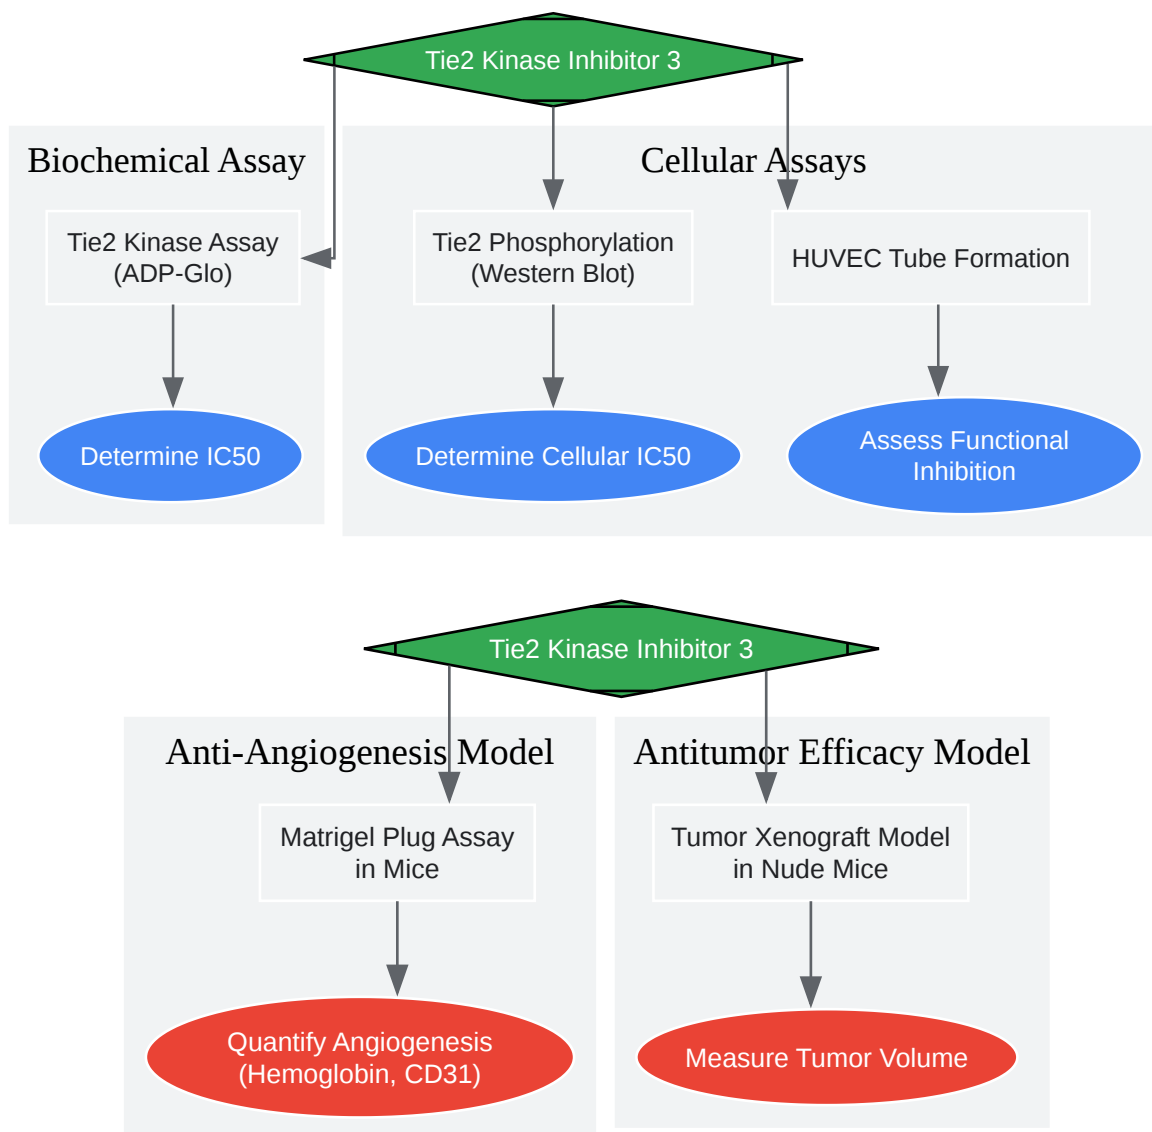 Tie2 Kinase Inhibitor 3
Biochemical Assay
Cellular Assays
Tie2 Kinase Assay
(ADP-Glo)
Tie2 Phosphorylation
(Western Blot)
HUVEC Tube Formation
Determine IC50
Determine Cellular IC50
Assess Functional
Inhibition
Tie2 Kinase Inhibitor 3
Anti-Angiogenesis Model
Antitumor Efficacy Model
Matrigel Plug Assay
in Mice
Tumor Xenograft Model
in Nude Mice
Quantify Angiogenesis
(Hemoglobin, CD31)
Measure Tumor Volume